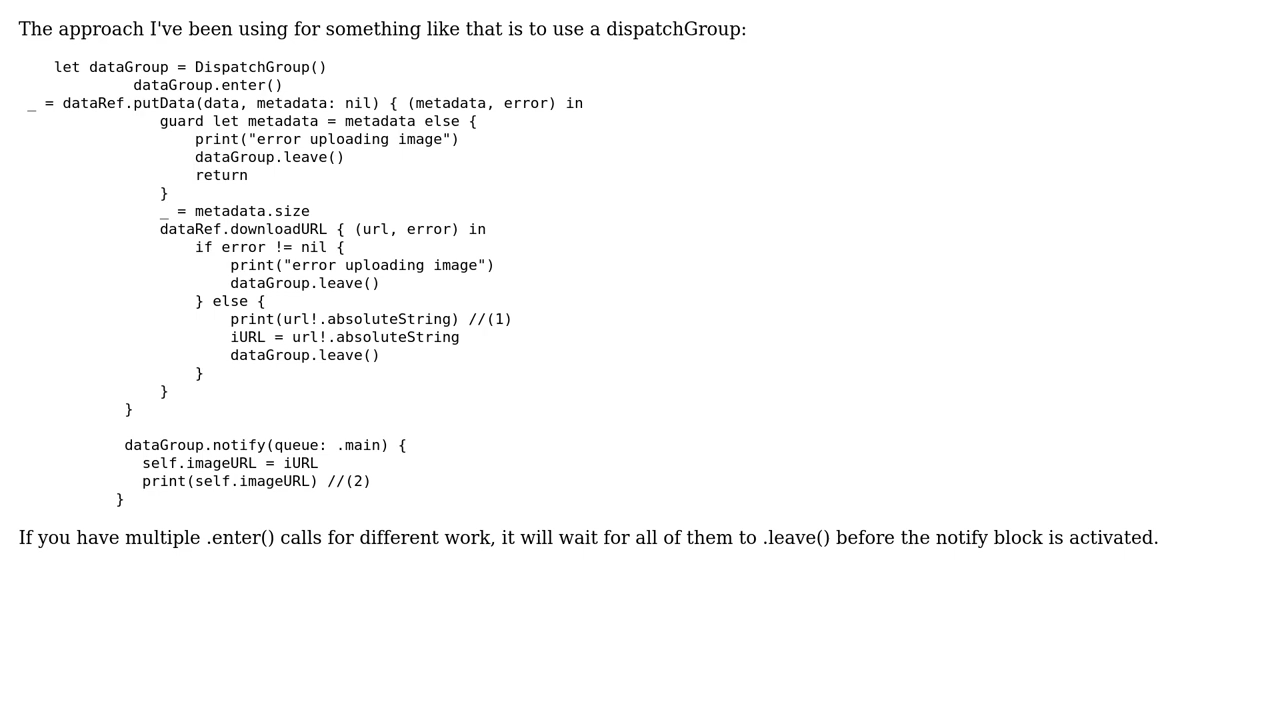 The approach I've been using for something like that is to use a dispatchGroup:
let dataGroup = DispatchGroup()
dataGroup.enter()
_ = dataRef.putData(data, metadata: nil) { (metadata, error) in
guard let metadata = metadata else {
print("error uploading image")
dataGroup.leave()
return
}
_ = metadata.size
dataRef.downloadURL { (url, error) in
if error != nil {
print("error uploading image")
dataGroup.leave()
} else {
print(url!.absoluteString) //(1)
iURL = url!.absoluteString
dataGroup.leave()
}
}
}
dataGroup.notify(queue: .main) {
self.imageURL = iURL
print(self.imageURL) //(2)
}
If you have multiple .enter() calls for different work, it will wait for all of them to .leave() before the notify block is activated.